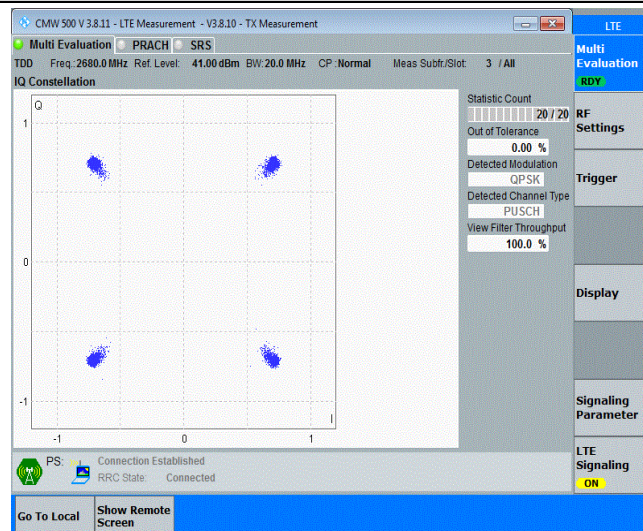 CMW 500 V 3.8.11 - LTE Measurement - V3.8.10 - TX Measurement
LTE
Multi Evaluation PRACH SRS
TDD Freq.: 2680.0 MHz Ref. Level: 41.00 dBm BW: 20.0 MHz CP : Normal Meas Subfr./Slot: 3 / All
IQ Constellation
Q
1
0
-1
-1 0 1
I
Statistic Count
20 / 20
Out of Tolerance
0.00 %
Detected Modulation
QPSK
Detected Channel Type
PUSCH
View Filter Throughput
100.0 %
Multi
Evaluation
RDY
RF
Settings
Trigger
Display
Signaling
Parameter
LTE
Signaling
ON
PS: Connection Established
RRC State: Connected
Go To Local
Show Remote
Screen